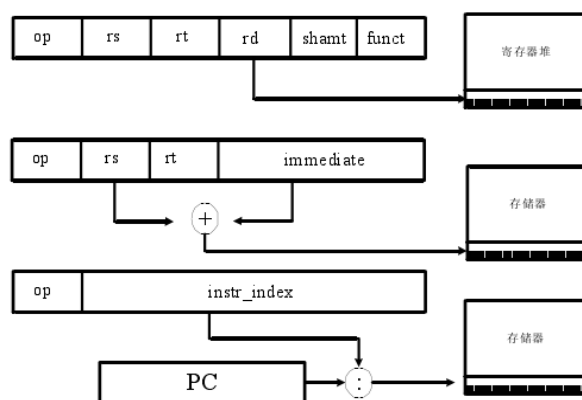 op rs rt rd shamt funct
寄存器堆
op rs rt immediate
+
存储器
op instr_index
存储器
PC :